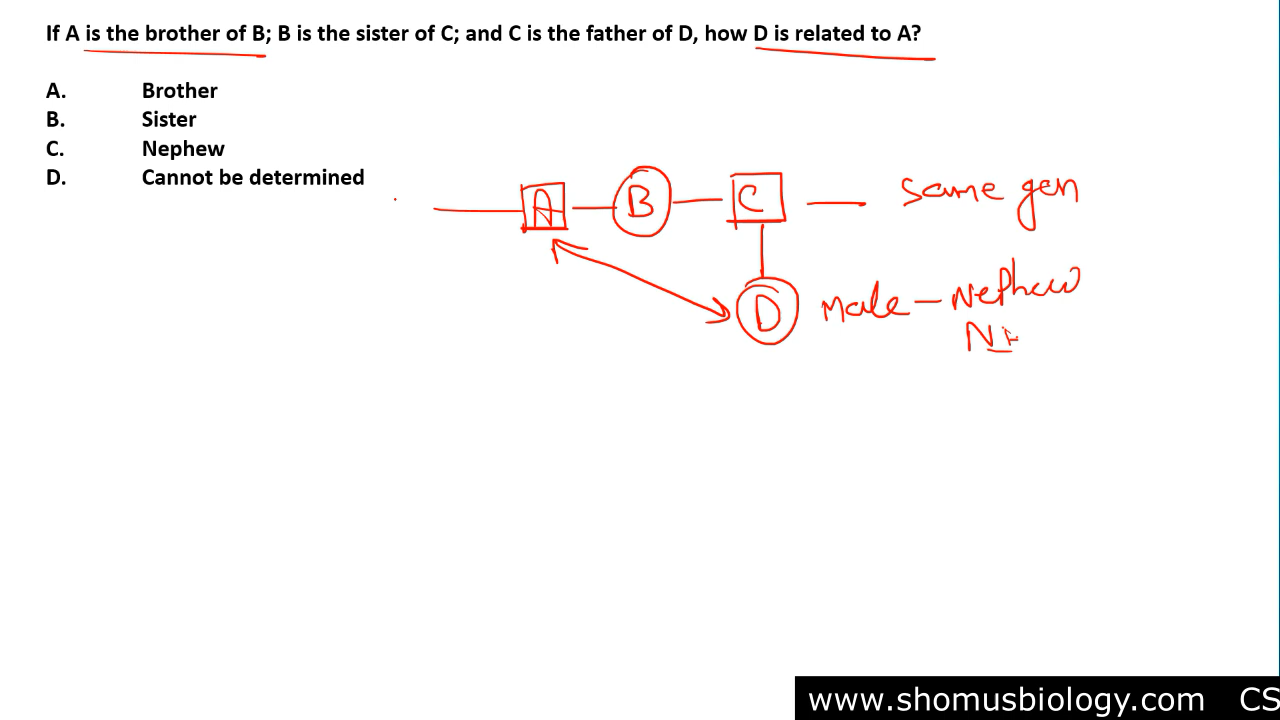 If A is the brother of B; B is the sister of C; and C is the father of D, how D is related to A?
A. Brother
B. Sister
C. Nephew
D. Cannot be determined
A B C same gen
D Male - Nephew
www.shomusbiology.com CS